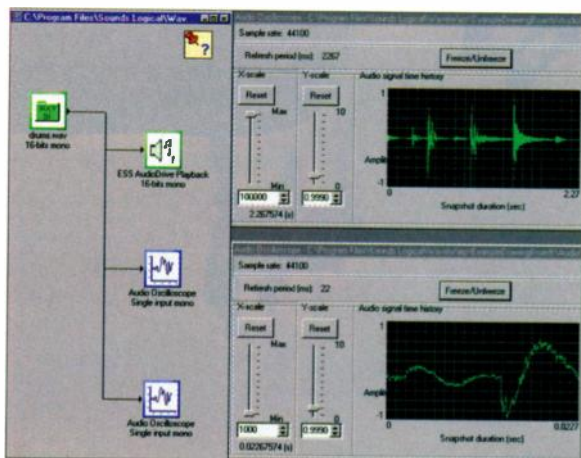 C:\Program Files\Sounds Logical\Wav
?
drums.wav
16-bits mono
ESS AudioDrive Playback
16-bits mono
Audio Oscilloscope
Single input mono
Audio Oscilloscope
Single input mono
Sample rate: 44100
Refresh period (ms): 2267
Freeze/Unfreeze
X-scale
Y-scale
Audio signal time history
Reset
Reset
Max
10
1
Amplit
-1
Min
0
0
2.27
100000
0.9990
Snapshot duration (sec)
2.267574 (s)
Sample rate: 44100
Refresh period (ms): 22
Freeze/Unfreeze
X-scale
Y-scale
Audio signal time history
Reset
Reset
Max
10
1
Amplit
-1
Min
0
0
0.0227
1000
0.9990
Snapshot duration (sec)
0.02267574 (s)